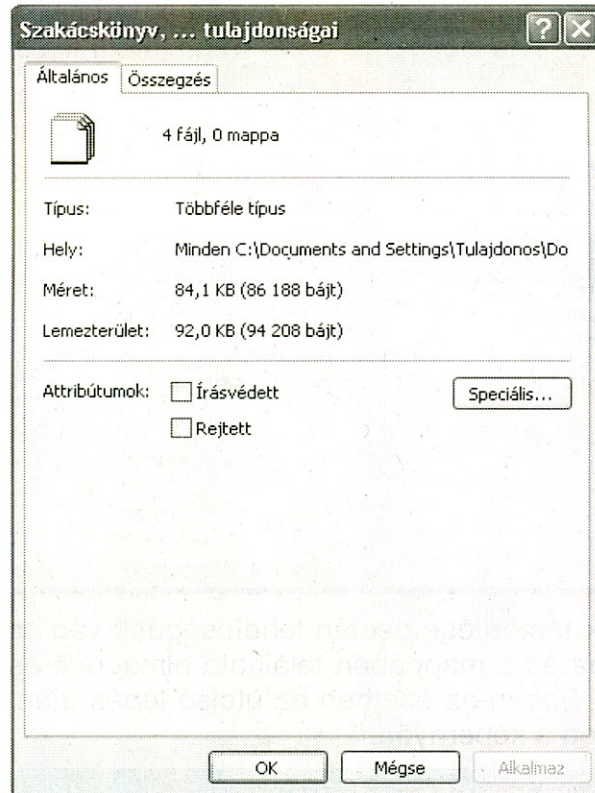 Szakácskönyv, ... tulajdonságai
Általános Összegzés
4 fájl, 0 mappa
Típus: Többféle típus
Hely: Minden C:\Documents and Settings\Tulajdonos\Do
Méret: 84,1 KB (86 188 bájt)
Lemezterület: 92,0 KB (94 208 bájt)
Attribútumok: Írásvédett Speciális...
Rejtett
OK Mégse Alkalmaz